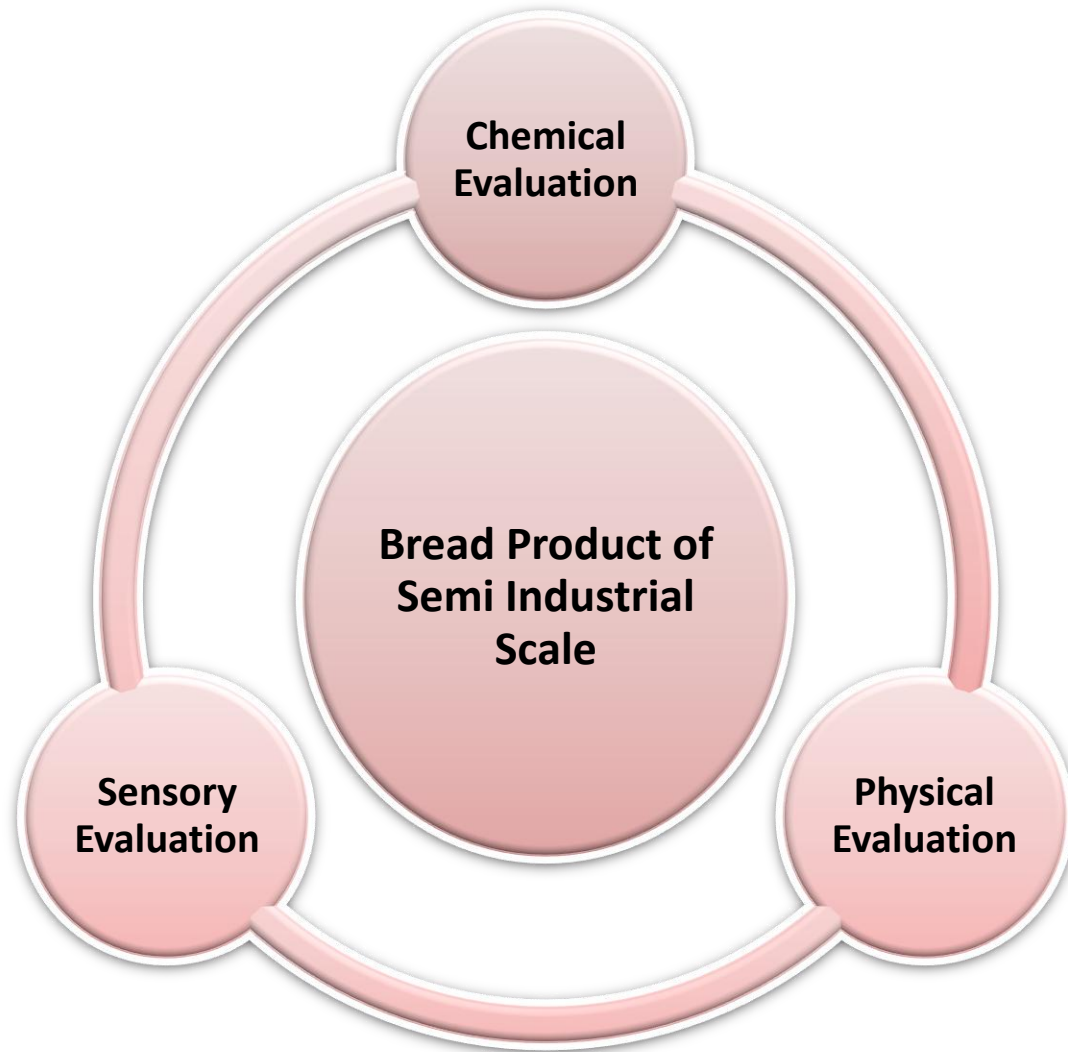 Chemical
Evaluation
Bread Product of
Semi Industrial
Scale
Sensory
Evaluation
Physical
Evaluation